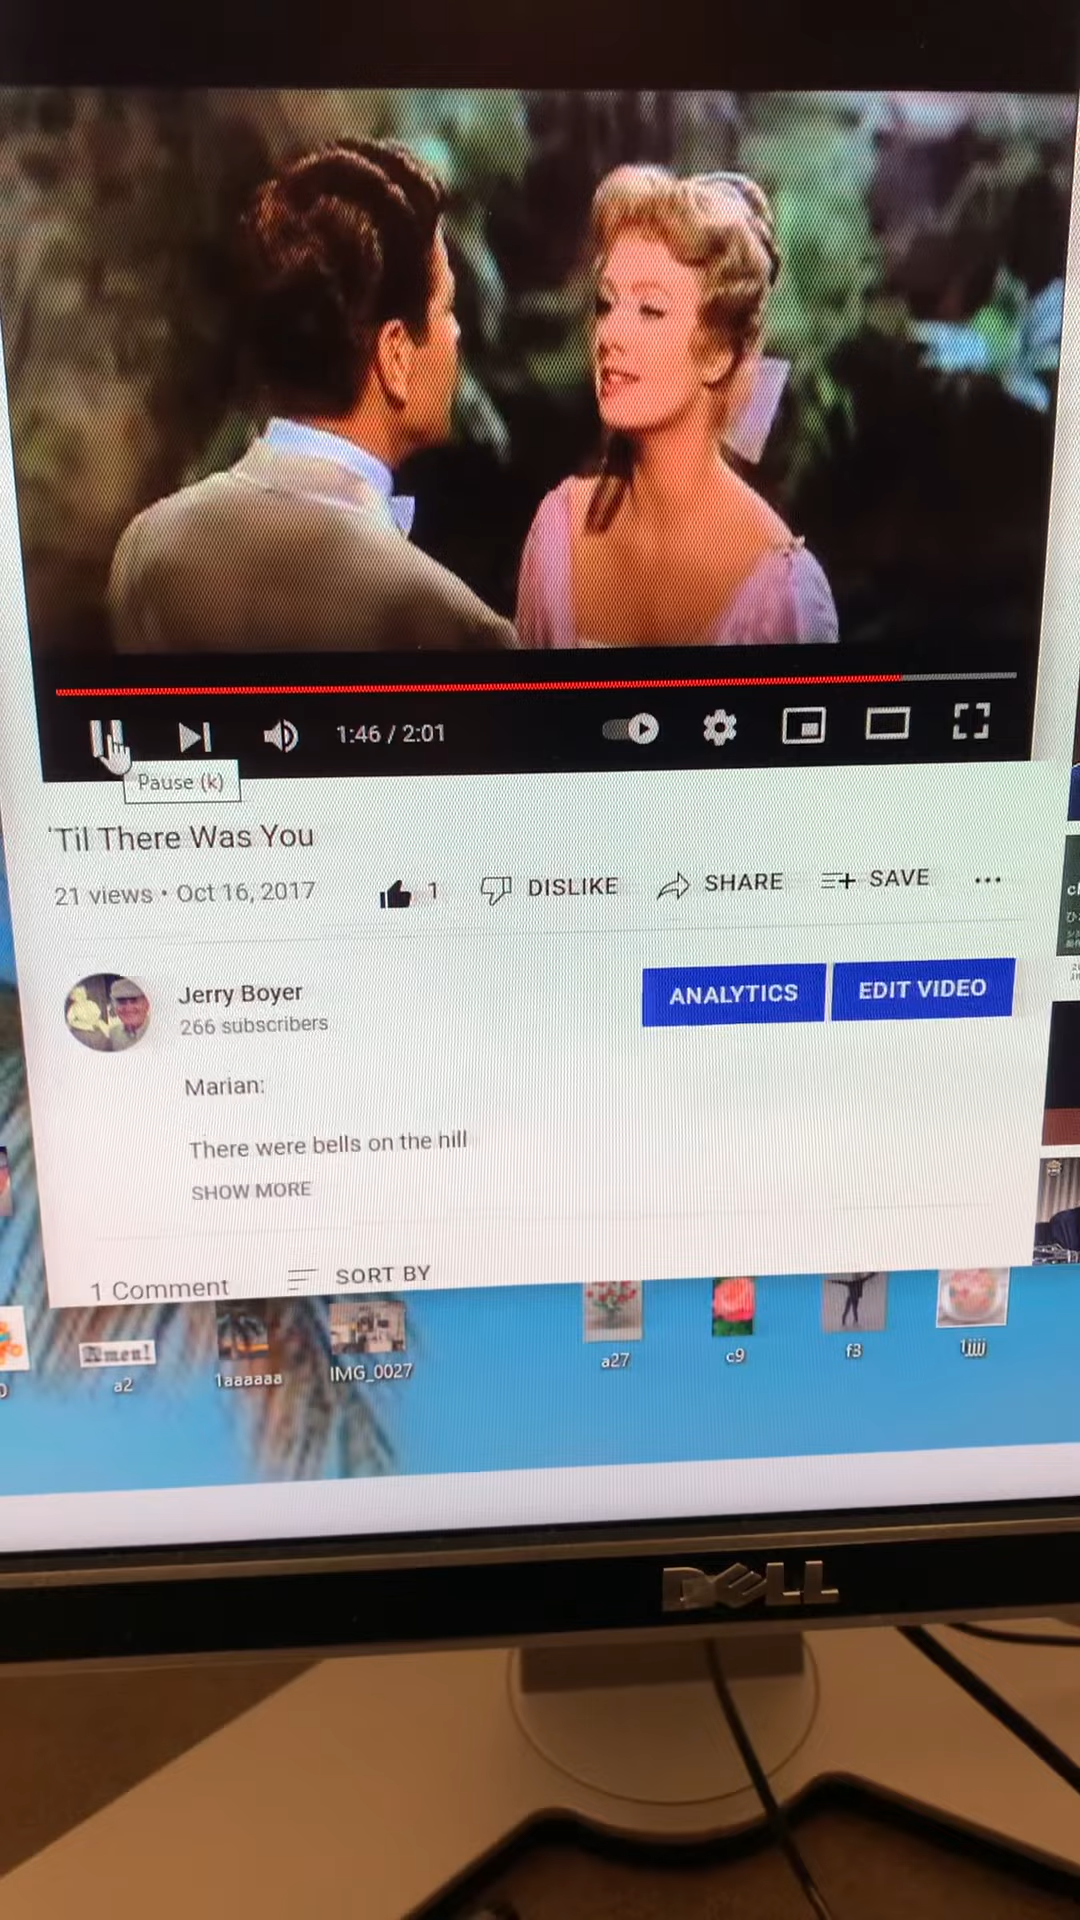 1:46 / 2:01
Pause (k)
'Til There Was You
21 views • Oct 16, 2017
1
DISLIKE
SHARE
SAVE
Jerry Boyer
266 subscribers
ANALYTICS
EDIT VIDEO
Marian:
There were bells on the hill
SHOW MORE
1 Comment
SORT BY
Amen!
a2
1aaaaaa
IMG_0027
a27
c9
f3
1jjjj
DELL